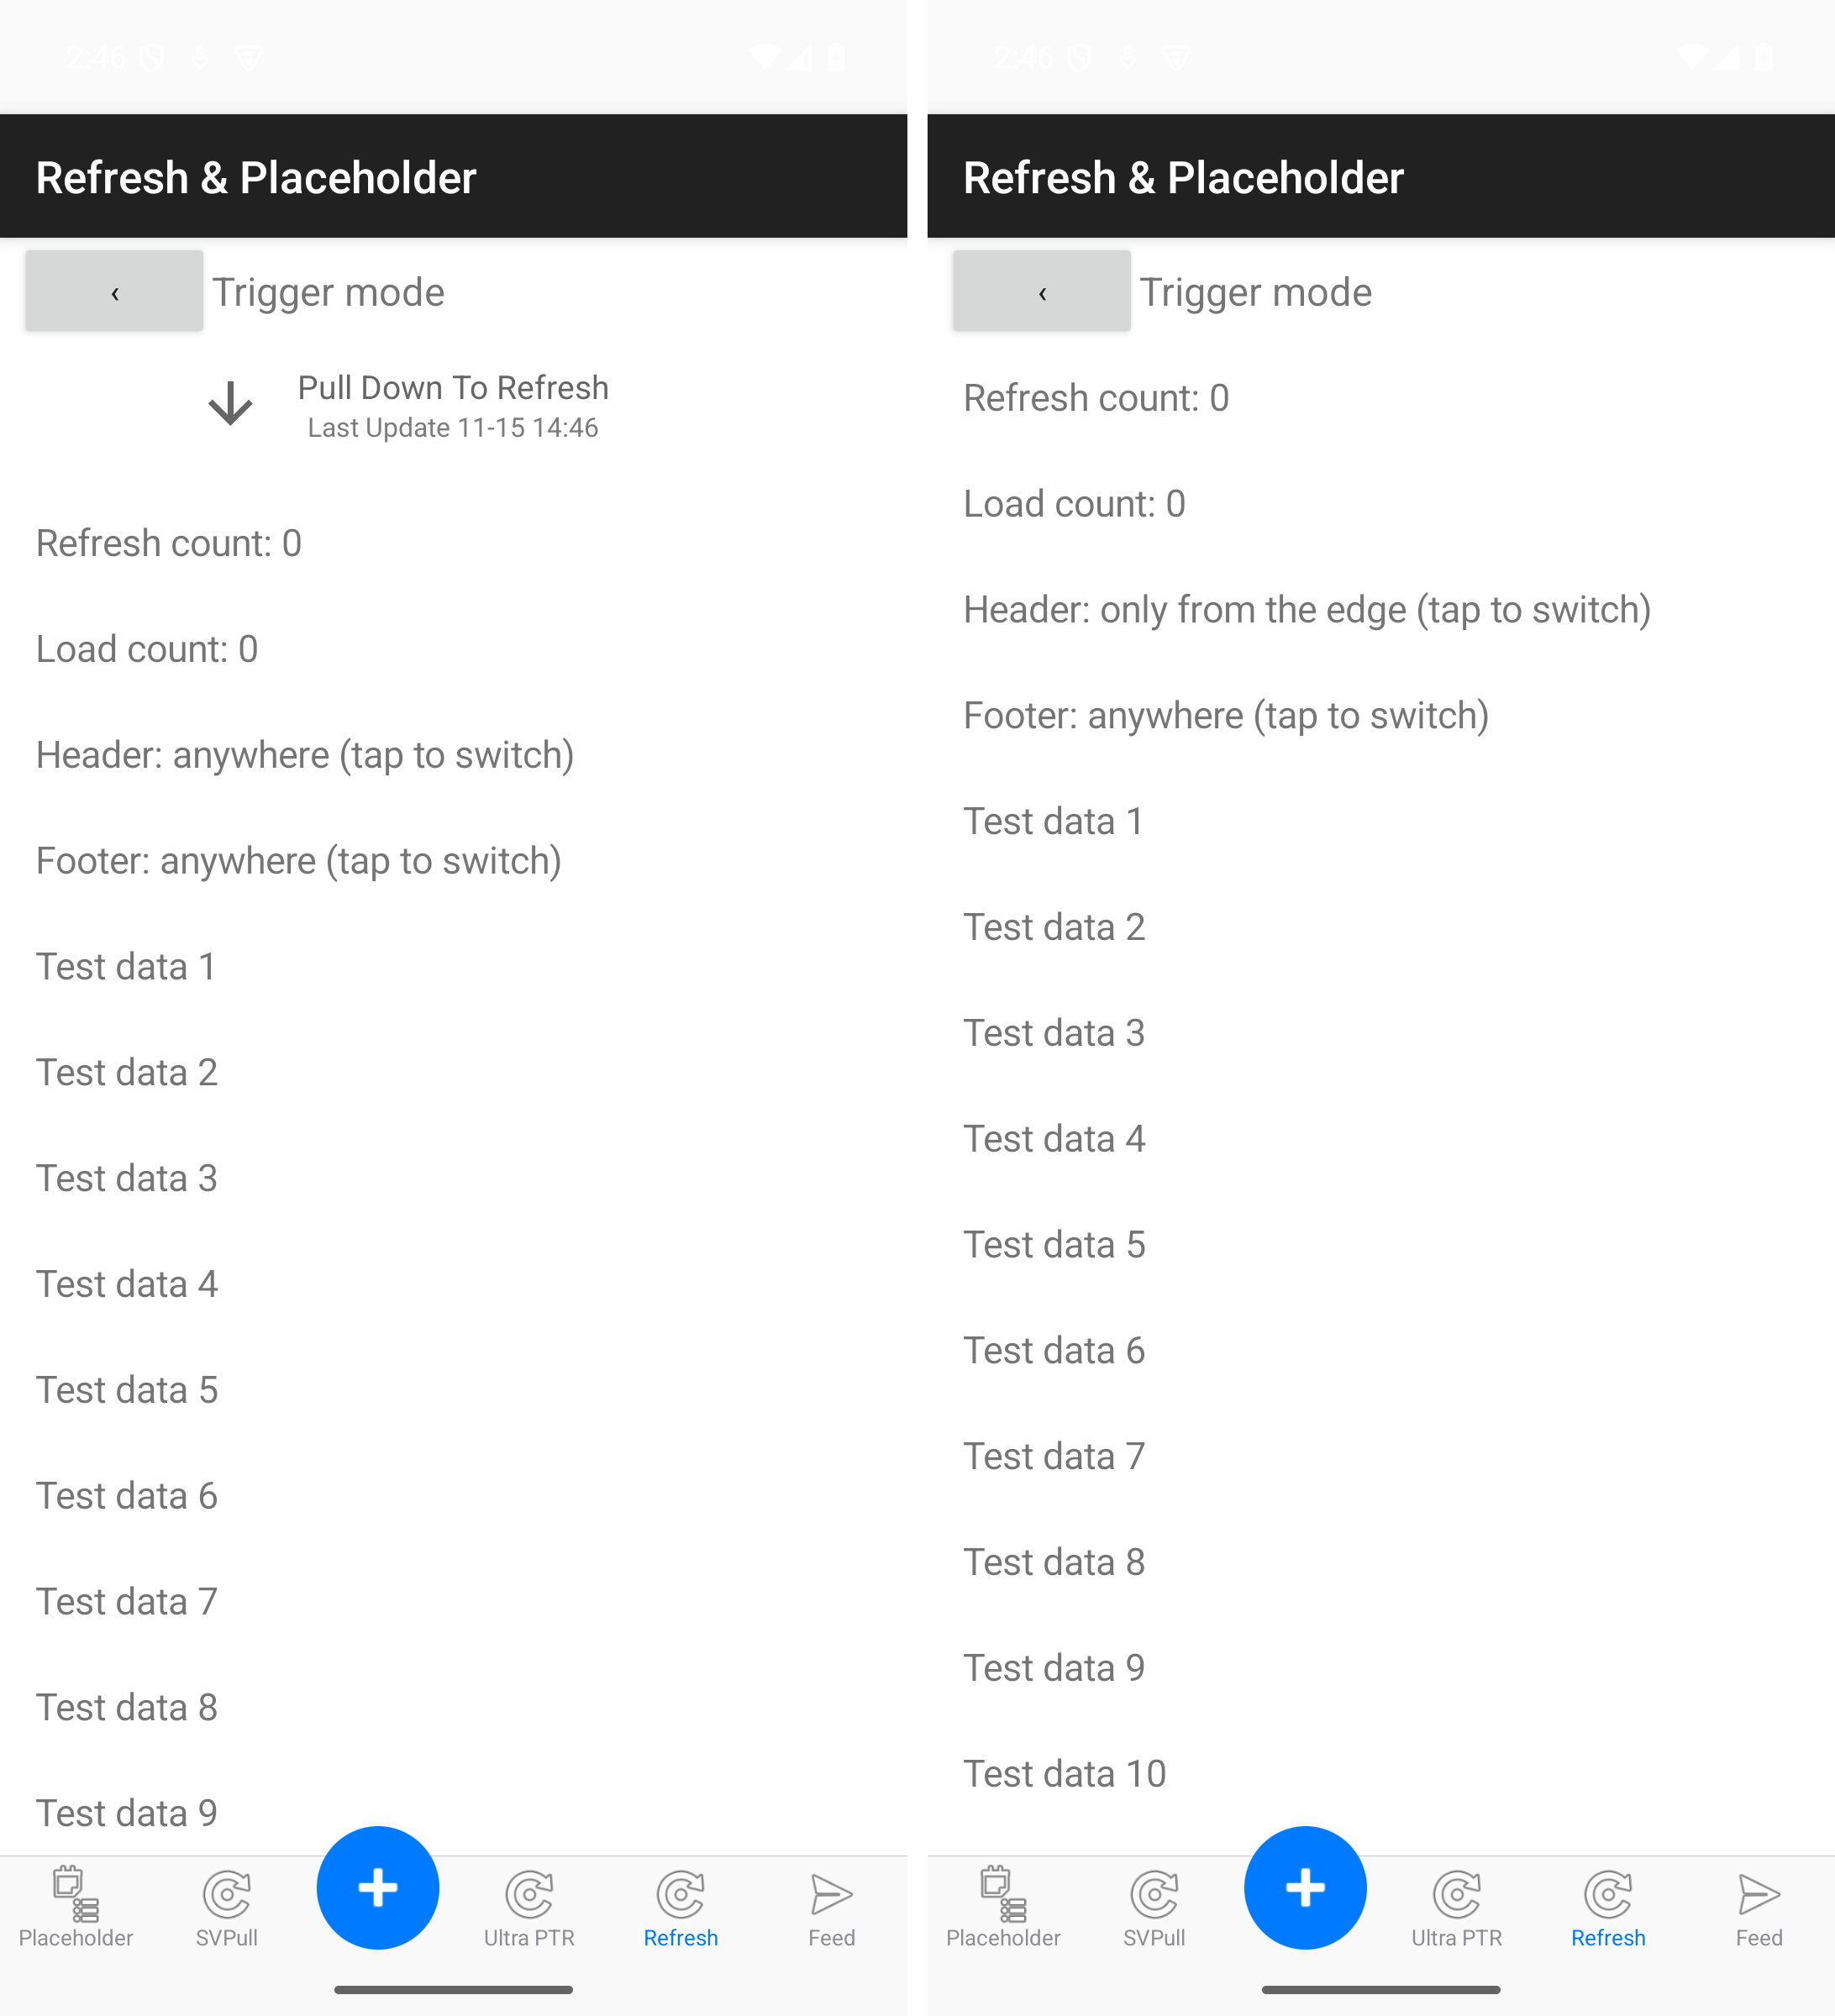 2:46
Refresh & Placeholder
‹ Trigger mode
Pull Down To Refresh
Last Update 11-15 14:46
Refresh count: 0
Load count: 0
Header: anywhere (tap to switch)
Footer: anywhere (tap to switch)
Test data 1
Test data 2
Test data 3
Test data 4
Test data 5
Test data 6
Test data 7
Test data 8
Test data 9
Placeholder
SVPull
Ultra PTR
Refresh
Feed
2:46
Refresh & Placeholder
‹ Trigger mode
Refresh count: 0
Load count: 0
Header: only from the edge (tap to switch)
Footer: anywhere (tap to switch)
Test data 1
Test data 2
Test data 3
Test data 4
Test data 5
Test data 6
Test data 7
Test data 8
Test data 9
Test data 10
Placeholder
SVPull
Ultra PTR
Refresh
Feed